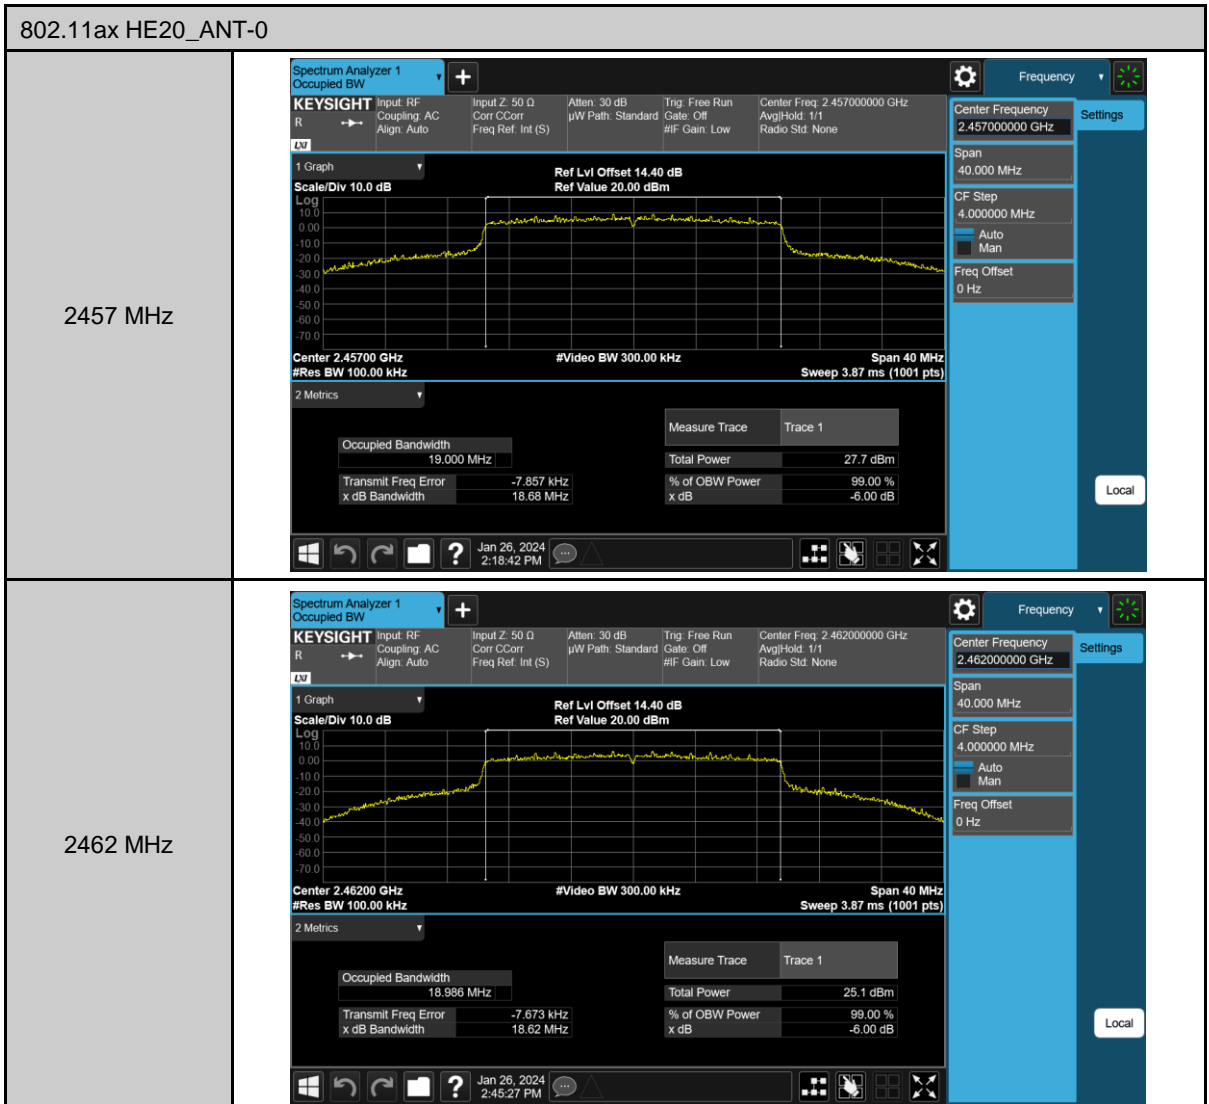 802.11ax HE20_ANT-0
2457 MHz
Spectrum Analyzer 1
Occupied BW
Frequency
KEYSIGHT
R
LXI
Input: RF
Coupling: AC
Align: Auto
Input Z: 50 Ω
Corr CCorr
Freq Ref: Int (S)
Atten: 30 dB
µW Path: Standard
Trig: Free Run
Gate: Off
#IF Gain: Low
Center Freq: 2.457000000 GHz
Avg|Hold: 1/1
Radio Std: None
Center Frequency
2.457000000 GHz
Settings
Span
40.000 MHz
CF Step
4.000000 MHz
Auto
Man
Freq Offset
0 Hz
1 Graph
Scale/Div 10.0 dB
Ref Lvl Offset 14.40 dB
Ref Value 20.00 dBm
Log
10.0
0.00
-10.0
-20.0
-30.0
-40.0
-50.0
-60.0
-70.0
Center 2.45700 GHz
#Video BW 300.00 kHz
Span 40 MHz
#Res BW 100.00 kHz
Sweep 3.87 ms (1001 pts)
2 Metrics
Occupied Bandwidth
19.000 MHz
Transmit Freq Error -7.857 kHz
x dB Bandwidth 18.68 MHz
Measure Trace Trace 1
Total Power 27.7 dBm
% of OBW Power 99.00 %
x dB -6.00 dB
Local
?
Jan 26, 2024
2:18:42 PM
2462 MHz
Spectrum Analyzer 1
Occupied BW
Frequency
KEYSIGHT
R
LXI
Input: RF
Coupling: AC
Align: Auto
Input Z: 50 Ω
Corr CCorr
Freq Ref: Int (S)
Atten: 30 dB
µW Path: Standard
Trig: Free Run
Gate: Off
#IF Gain: Low
Center Freq: 2.462000000 GHz
Avg|Hold: 1/1
Radio Std: None
Center Frequency
2.462000000 GHz
Settings
Span
40.000 MHz
CF Step
4.000000 MHz
Auto
Man
Freq Offset
0 Hz
1 Graph
Scale/Div 10.0 dB
Ref Lvl Offset 14.40 dB
Ref Value 20.00 dBm
Log
10.0
0.00
-10.0
-20.0
-30.0
-40.0
-50.0
-60.0
-70.0
Center 2.46200 GHz
#Video BW 300.00 kHz
Span 40 MHz
#Res BW 100.00 kHz
Sweep 3.87 ms (1001 pts)
2 Metrics
Occupied Bandwidth
18.986 MHz
Transmit Freq Error -7.673 kHz
x dB Bandwidth 18.62 MHz
Measure Trace Trace 1
Total Power 25.1 dBm
% of OBW Power 99.00 %
x dB -6.00 dB
Local
?
Jan 26, 2024
2:45:27 PM